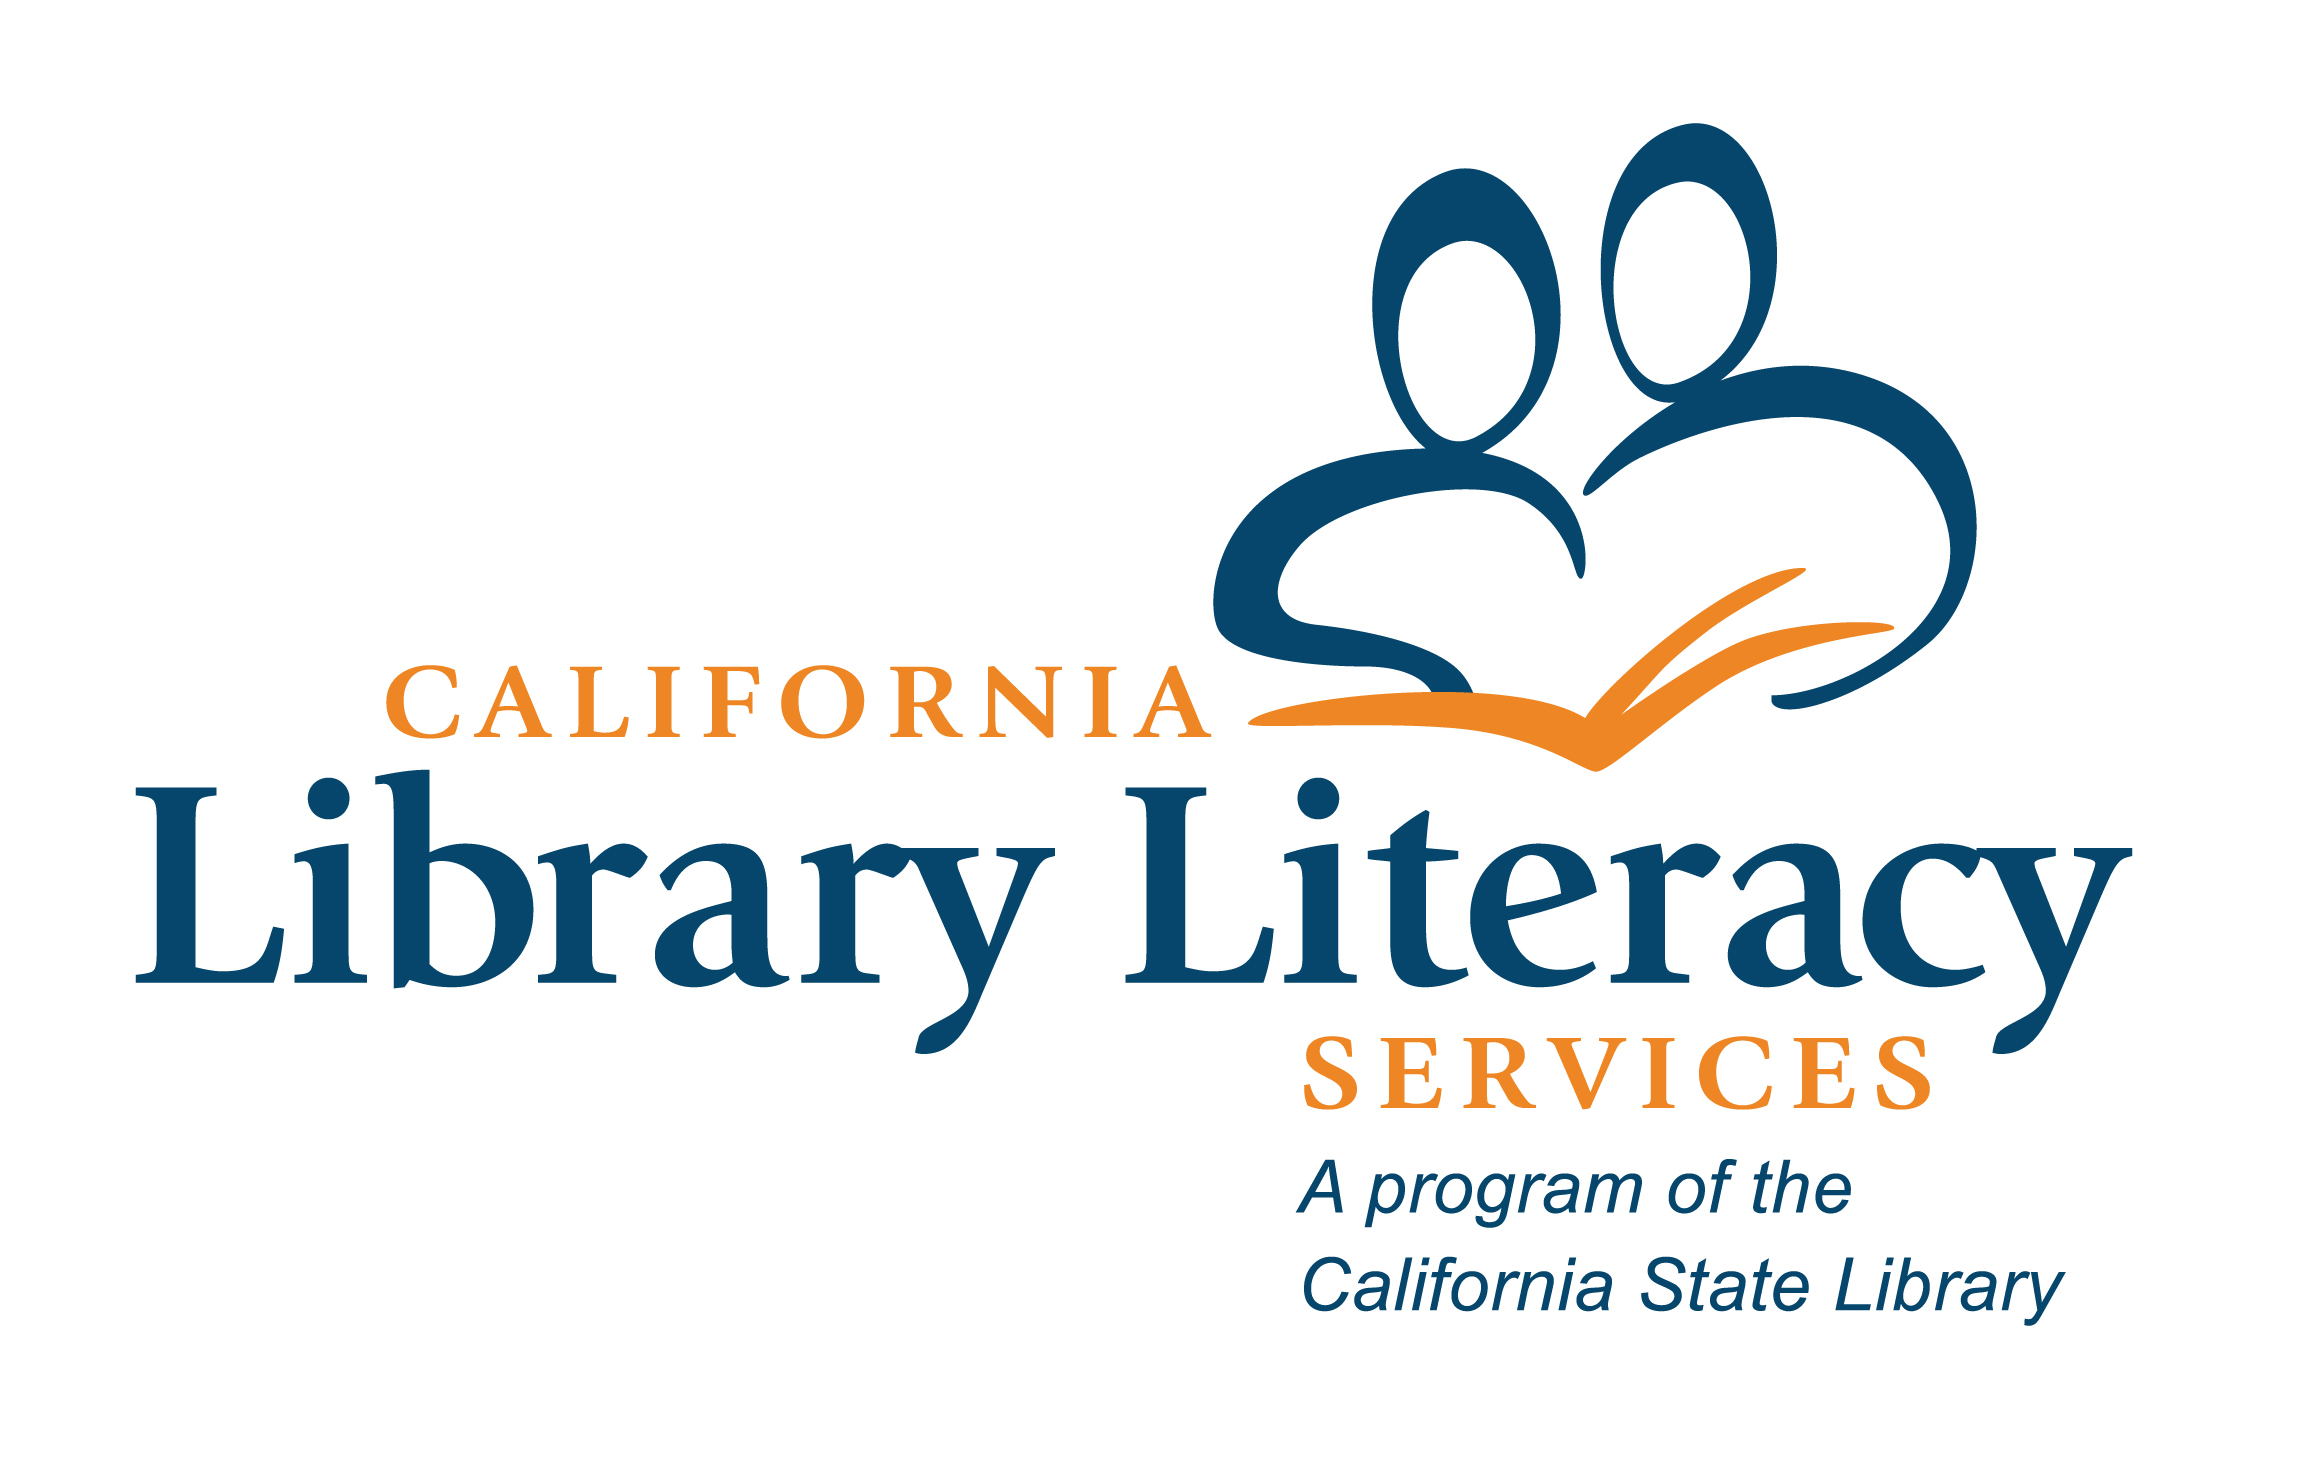 CALIFORNIA
Library Literacy
SERVICES
A program of the
California State Library